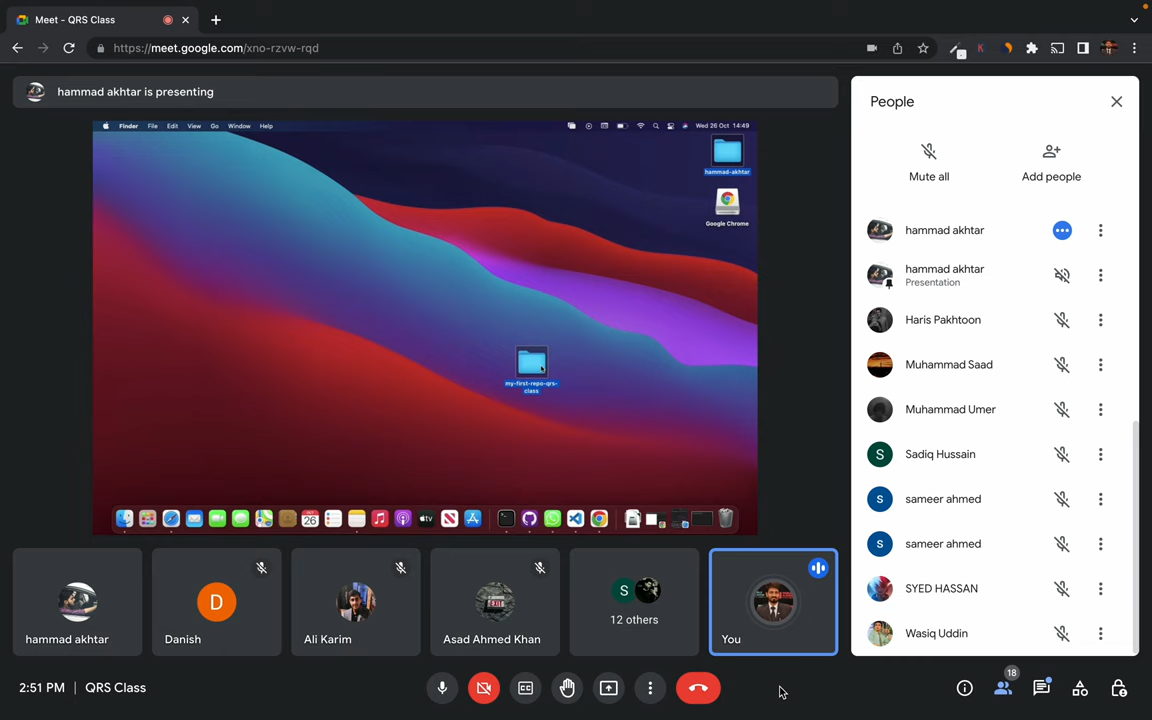 Meet - QRS Class
https://meet.google.com/xno-rzvw-rqd
hammad akhtar is presenting
Finder File Edit View Go Window Help
Wed 26 Oct 14:49
hammad-akhtar
Google Chrome
my-first-repo-qrs-
class
OCT
26
tv
hammad akhtar
D
Danish
Ali Karim
Asad Ahmed Khan
S
12 others
You
People
Mute all
Add people
hammad akhtar
hammad akhtar
Presentation
Haris Pakhtoon
Muhammad Saad
Muhammad Umer
S Sadiq Hussain
s sameer ahmed
s sameer ahmed
SYED HASSAN
Wasiq Uddin
2:51 PM | QRS Class
CC
18